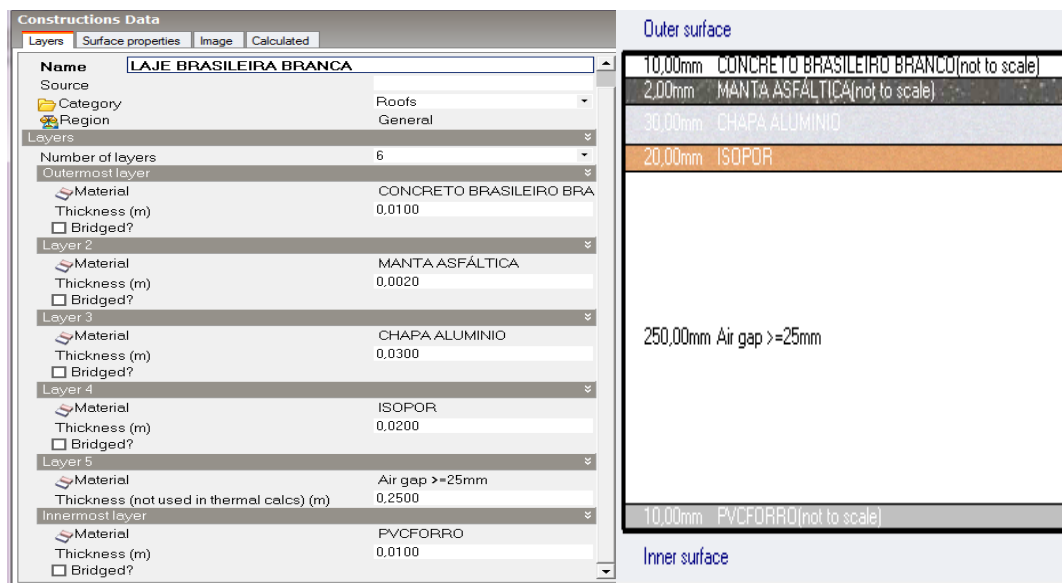 Constructions Data
Layers Surface properties Image Calculated
Name LAJE BRASILEIRA BRANCA
Source
Category Roofs
Region General
Layers
Number of layers 6
Outermost layer
Material CONCRETO BRASILEIRO BRA
Thickness (m) 0,0100
Bridged?
Layer 2
Material MANTA ASFÁLTICA
Thickness (m) 0,0020
Bridged?
Layer 3
Material CHAPA ALUMINIO
Thickness (m) 0,0300
Bridged?
Layer 4
Material ISOPOR
Thickness (m) 0,0200
Bridged?
Layer 5
Material Air gap >=25mm
Thickness (not used in thermal calcs) (m) 0,2500
Innermost layer
Material PVCFORRO
Thickness (m) 0,0100
Bridged?
Outer surface
10,00mm CONCRETO BRASILEIRO BRANCO(not to scale)
2,00mm MANTA ASFÁLTICA(not to scale)
30,00mm CHAPA ALUMINIO
20,00mm ISOPOR
250,00mm Air gap >=25mm
10,00mm PVCFORRO(not to scale)
Inner surface